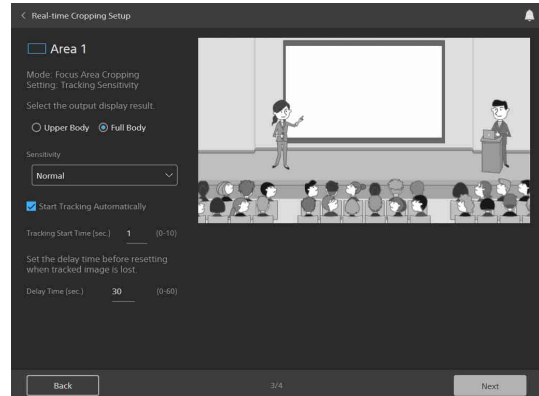 Real-time Cropping Setup
Area 1
Mode: Focus Area Cropping
Setting: Tracking Sensitivity
Select the output display result.
Upper Body Full Body
Sensitivity
Normal
Start Tracking Automatically
Tracking Start Time [sec.] 1 (0-10)
Set the delay time before resetting
when tracked image is lost.
Delay Time [sec.] 30 (0-60)
Back 3/4 Next